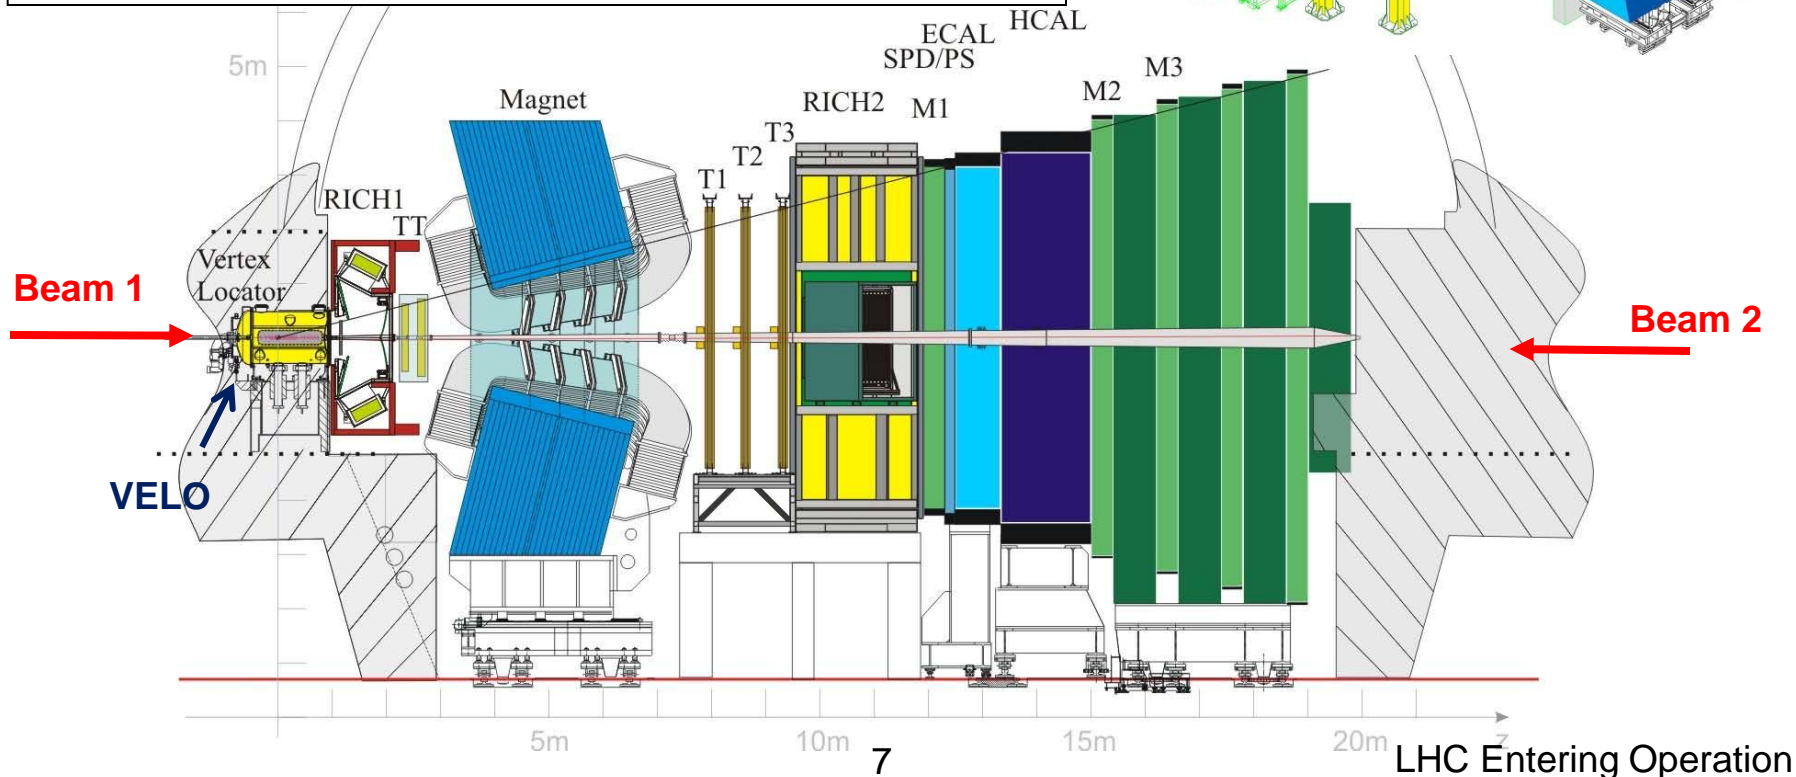 HCAL
ECAL
SPD/PS
5m
M3
M2
Magnet
RICH2
M1
T3
T2
T1
RICH1
TT
Vertex
Locator
Beam 1
Beam 2
VELO
5m
10m
15m
20m
z
7
LHC Entering Operation